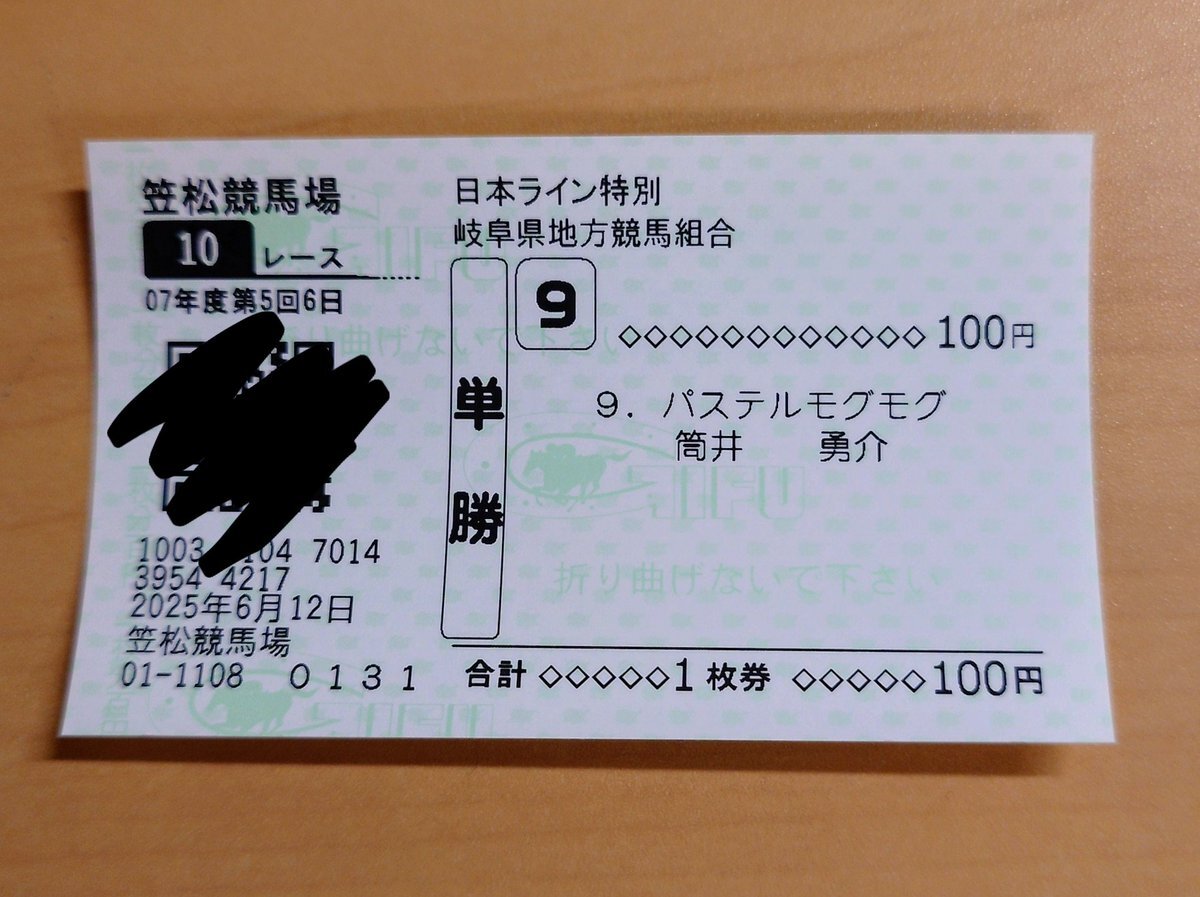 笠松競馬場
10 レース
07年度第5回6日
1003 04 7014
3954 4217
2025年6月12日
笠松競馬場
01-1108 0131
日本ライン特別
岐阜県地方競馬組合
単勝
9
◇◇◇◇◇◇◇◇◇◇◇◇100円
9. パステルモグモグ
筒井 勇介
折り曲げないで下さい
合計 ◇◇◇◇◇1枚券 ◇◇◇◇◇100円